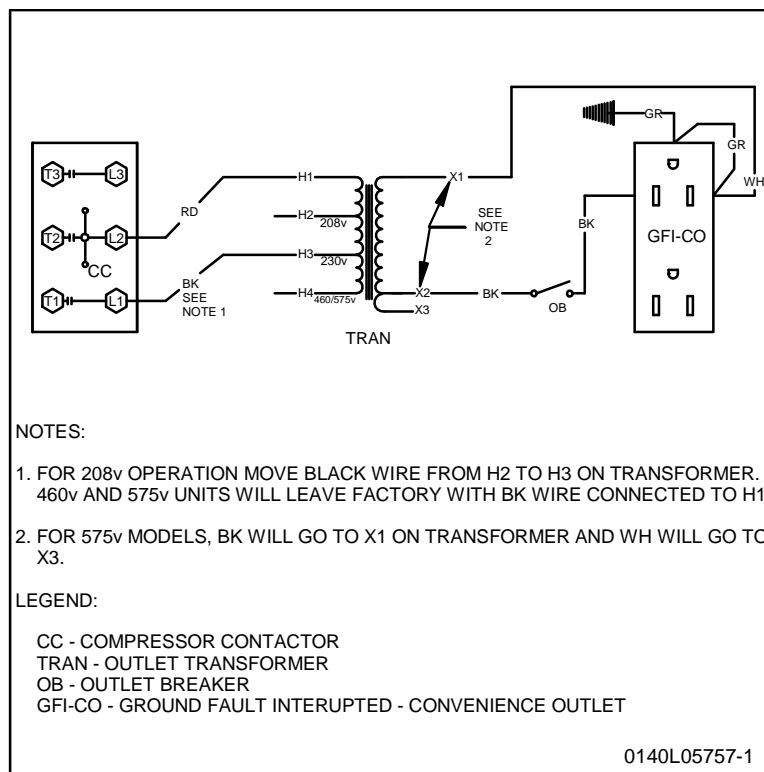 GR
GR
WH
T3
L3
H1
X1
RD
H2
208v
SEE
NOTE
2
BK
GFI-CO
T2
L2
CC
H3
230v
BK
SEE
NOTE 1
T1
L1
H4
460/575v
X2
BK
OB
X3
TRAN
NOTES:
1. FOR 208v OPERATION MOVE BLACK WIRE FROM H2 TO H3 ON TRANSFORMER.
460v AND 575v UNITS WILL LEAVE FACTORY WITH BK WIRE CONNECTED TO H1
2. FOR 575v MODELS, BK WILL GO TO X1 ON TRANSFORMER AND WH WILL GO TO
X3.
LEGEND:
CC - COMPRESSOR CONTACTOR
TRAN - OUTLET TRANSFORMER
OB - OUTLET BREAKER
GFI-CO - GROUND FAULT INTERUPTED - CONVENIENCE OUTLET
0140L05757-1